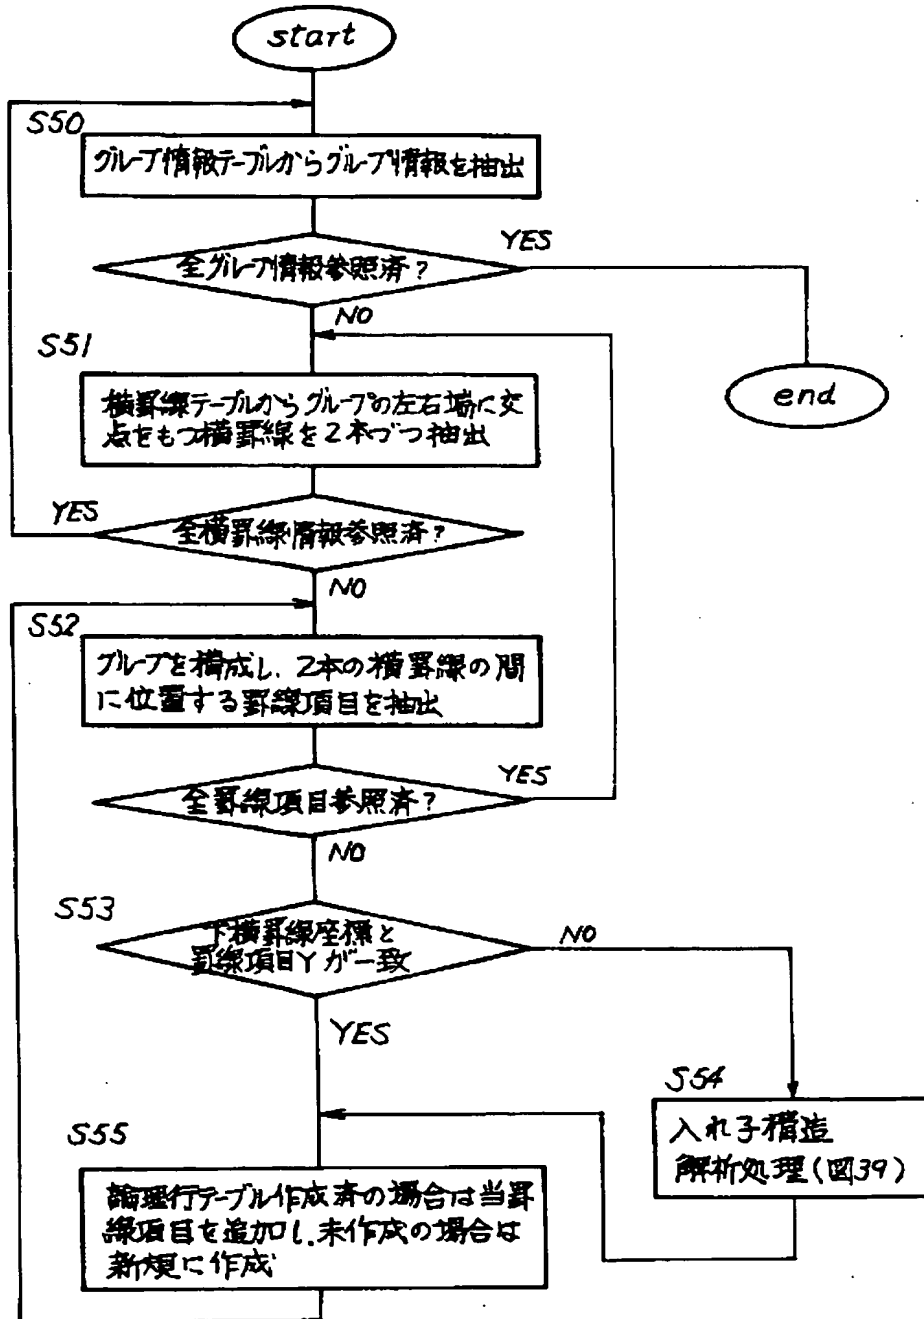 start
S50
グループ情報テーブルからグループ情報を抽出
YES
全グループ情報参照済?
NO
S51
横罫線テーブルからグループの左右端に交
点をもつ横罫線を2本づつ抽出
end
YES
全横罫線情報参照済?
NO
S52
グループを構成し、2本の横罫線の間
に位置する罫線項目を抽出
YES
全罫線項目参照済?
NO
S53
下横罫線座標と
罫線項目Yが一致
NO
YES
S54
入れ子構造
解析処理(図39)
S55
論理行テーブル作成済の場合は当罫
線項目を追加し、未作成の場合は
新規に作成